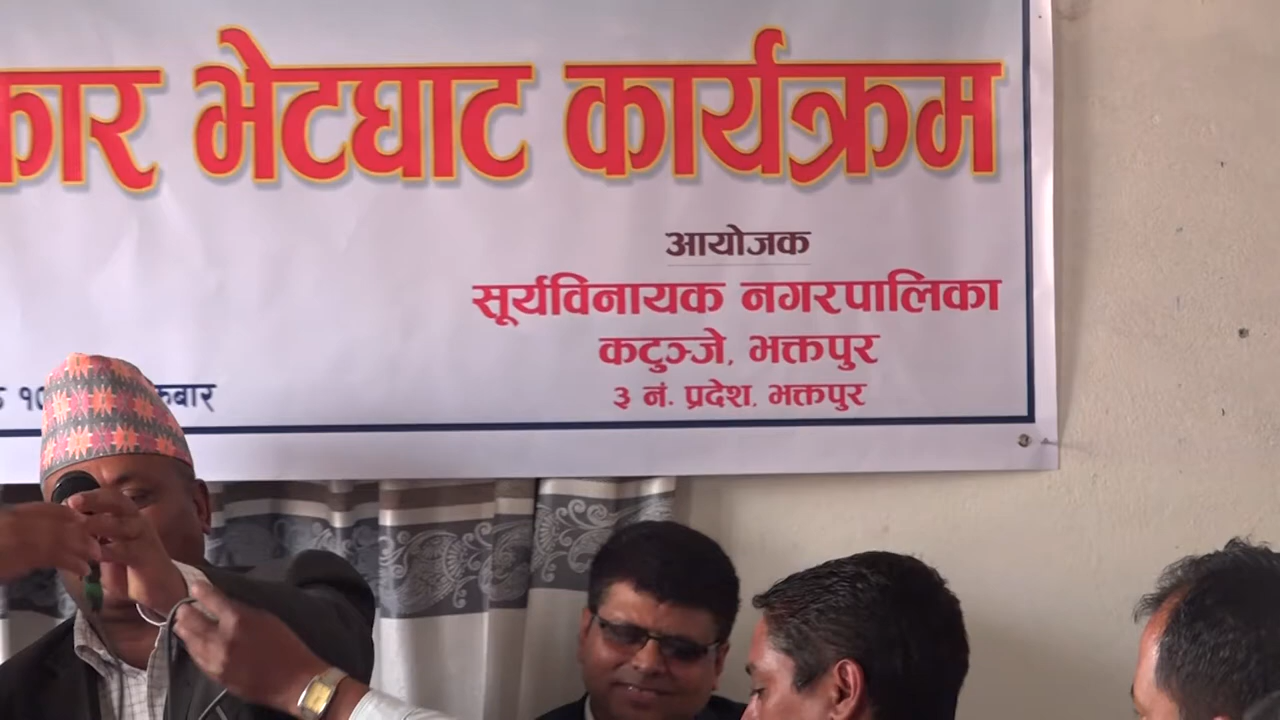 भेटघाट कार्यक्रम
आयोजक
सूर्यविनायक नगरपालिका
कटुञ्जे, भक्तपुर
३ नं. प्रदेश, भक्तपुर